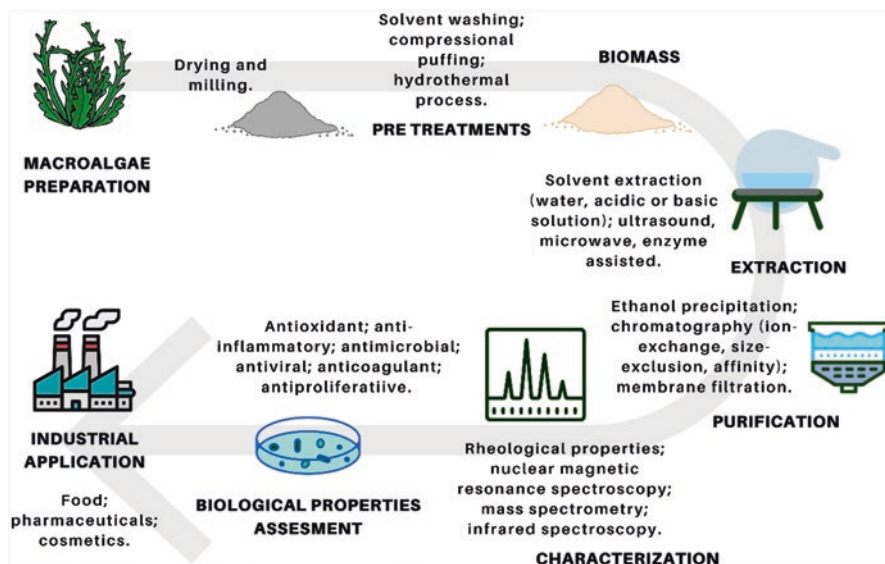 Drying and
milling.
MACROALGAE
PREPARATION
Solvent washing;
compressional
puffing;
hydrothermal
process.
PRE TREATMENTS
BIOMASS
Solvent extraction
(water, acidic or basic
solution); ultrasound,
microwave, enzyme
assisted.
EXTRACTION
Ethanol precipitation;
chromatography (ion-
exchange, size-
exclusion, affinity);
membrane filtration.
PURIFICATION
Rheological properties;
nuclear magnetic
resonance spectroscopy;
mass spectrometry;
infrared spectroscopy.
CHARACTERIZATION
Antioxidant; anti-
inflammatory; antimicrobial;
antiviral; anticoagulant;
antiproliferatiive.
BIOLOGICAL PROPERTIES
ASSESMENT
INDUSTRIAL
APPLICATION
Food;
pharmaceuticals;
cosmetics.